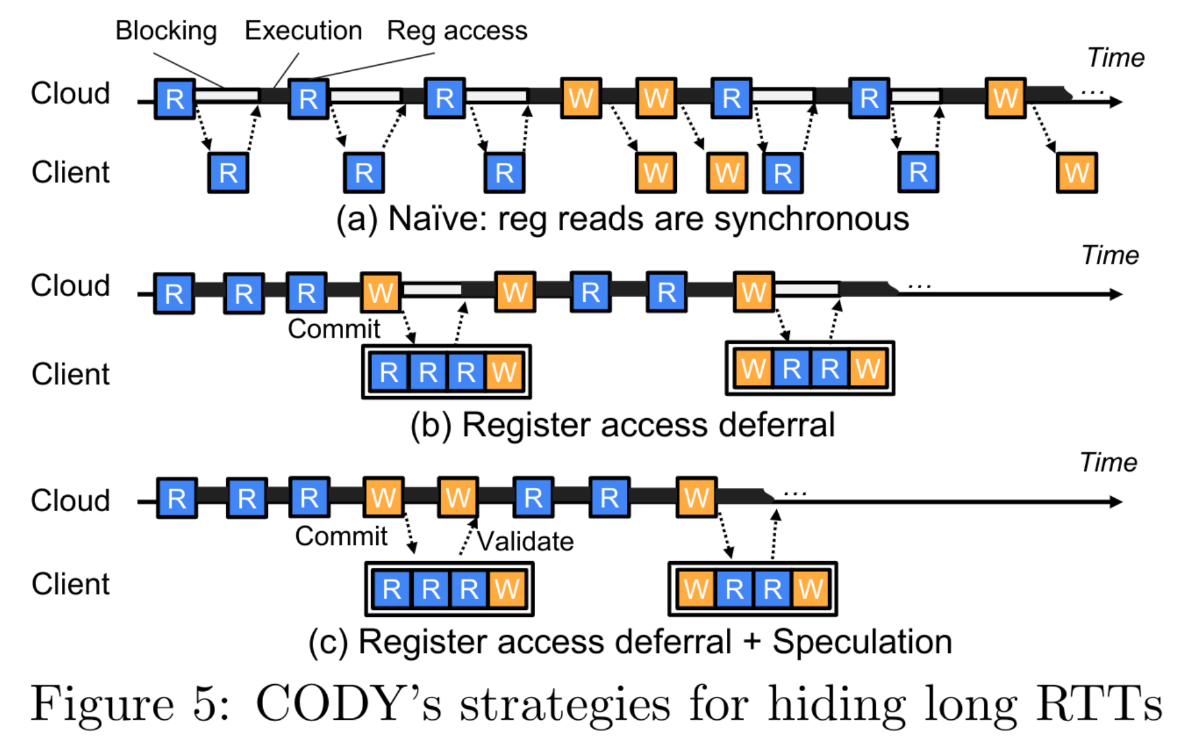 Blocking Execution Reg access
Time
Cloud R R R W W R R W ...
Client R R R W W R R W
(a) Naïve: reg reads are synchronous
Time
Cloud R R R W W R R W ...
Commit
Client R R R W W R R W
(b) Register access deferral
Time
Cloud R R R W W R R W ...
Commit Validate
Client R R R W W R R W
(c) Register access deferral + Speculation
Figure 5: CODY's strategies for hiding long RTTs